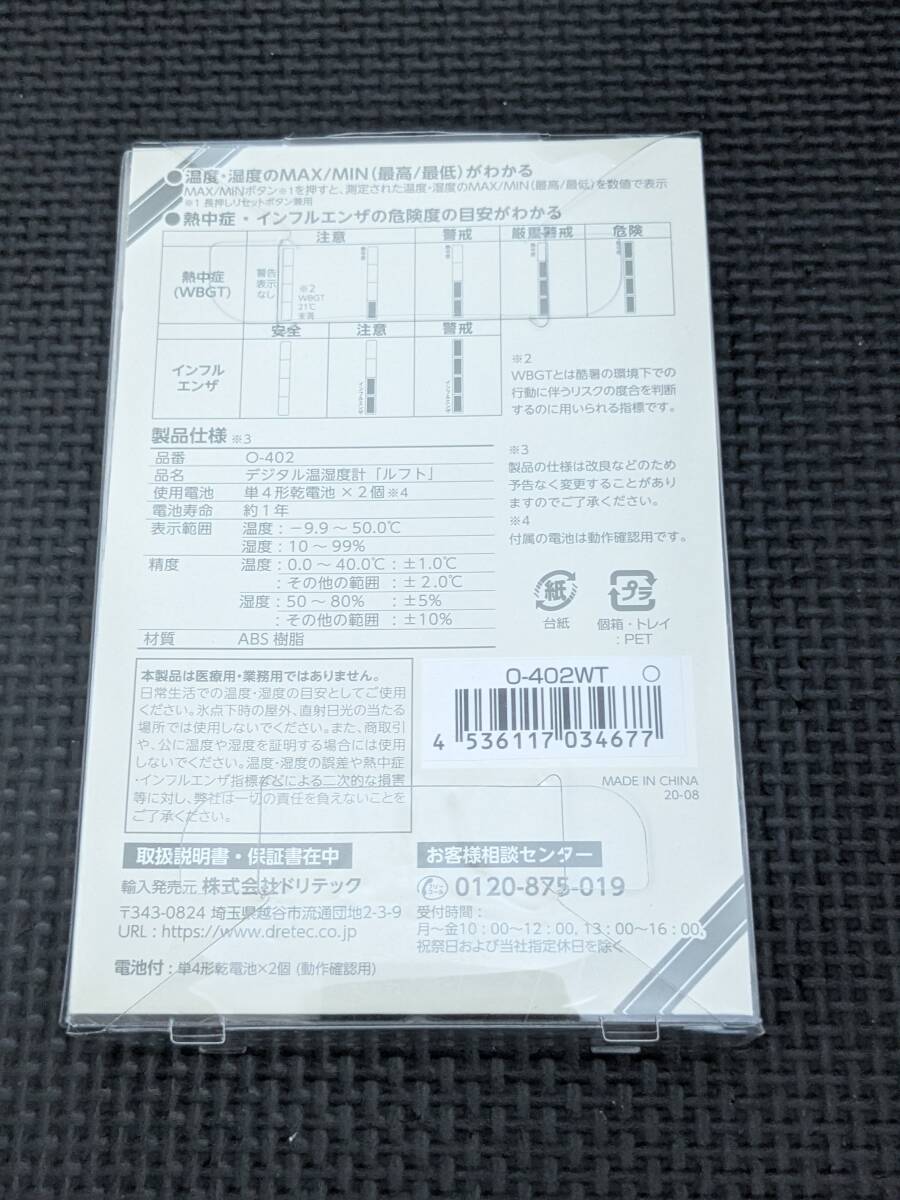 ●温度・湿度のMAX/MIN(最高/最低)がわかる
MAX/MINボタン※1を押すと、測定された温度・湿度のMAX/MIN(最高/最低)を数値で表示
※1 長押しリセットボタン兼用
●熱中症・インフルエンザの危険度の目安がわかる
注意 警戒 厳重警戒 危険
熱中症
(WBGT)
警告
表示
なし
※2
WBGT
21℃
未満
安全 注意 警戒
インフル
エンザ
インフルエンザ
インフルエンザ
※2
WBGTとは酷暑の環境下での
行動に伴うリスクの度合を判断
するのに用いられる指標です。
製品仕様 ※3
品番 O-402
品名 デジタル温湿度計「ルフト」
使用電池 単4形乾電池×2個※4
電池寿命 約1年
表示範囲 温度:−9.9〜50.0℃
湿度:10〜99%
精度 温度:0.0〜40.0℃:±1.0℃
:その他の範囲:±2.0℃
湿度:50〜80% :±5%
:その他の範囲:±10%
材質 ABS樹脂
※3
製品の仕様は改良などのため
予告なく変更することがあり
ますのでご了承ください。
※4
付属の電池は動作確認用です。
紙
台紙
プラ
個箱・トレイ
:PET
本製品は医療用・業務用ではありません。
日常生活での温度・湿度の目安としてご使用
ください。氷点下時の屋外、直射日光の当たる
場所では使用しないでください。また、商取引
や、公に温度や湿度を証明する場合には使用
しないでください。温度・湿度の誤差や熱中症
・インフルエンザ指標などによる二次的な損害
等に対し、弊社は一切の責任を負えないことを
ご了承ください。
O-402WT
4 536117 034677
MADE IN CHINA
20-08
取扱説明書・保証書在中
輸入発売元 株式会社ドリテック
〒343-0824 埼玉県越谷市流通団地2-3-9
URL:https://www.dretec.co.jp
電池付:単4形乾電池×2個(動作確認用)
お客様相談センター
0120-875-019
受付時間:
月〜金10:00〜12:00、13:00〜16:00、
祝祭日および当社指定休日を除く